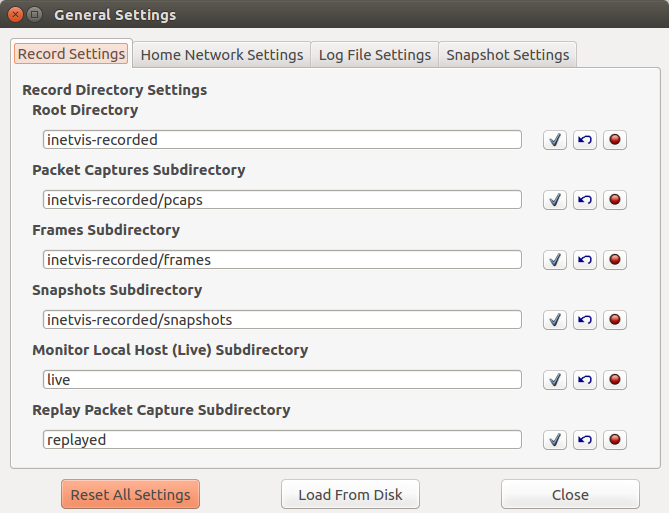 General Settings
Record Settings Home Network Settings Log File Settings Snapshot Settings
Record Directory Settings
Root Directory
inetvis-recorded
Packet Captures Subdirectory
inetvis-recorded/pcaps
Frames Subdirectory
inetvis-recorded/frames
Snapshots Subdirectory
inetvis-recorded/snapshots
Monitor Local Host (Live) Subdirectory
live
Replay Packet Capture Subdirectory
replayed
Reset All Settings Load From Disk Close